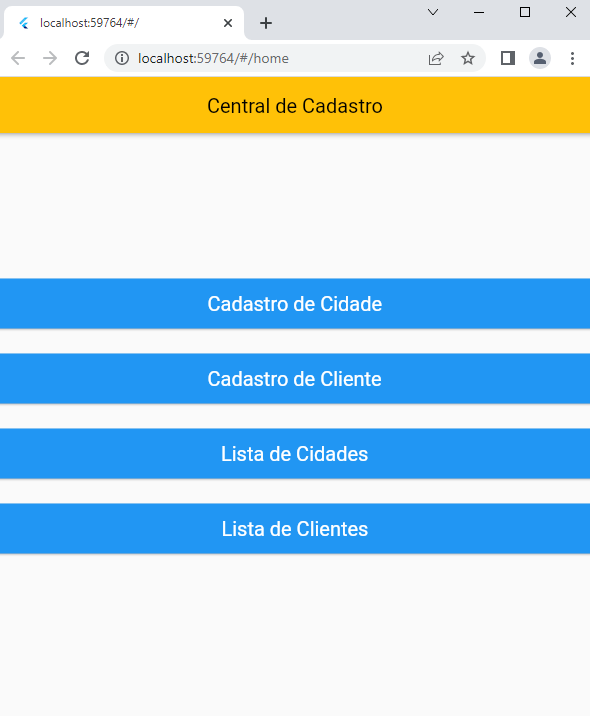 localhost:59764/#/
localhost:59764/#/home
Central de Cadastro
Cadastro de Cidade
Cadastro de Cliente
Lista de Cidades
Lista de Clientes